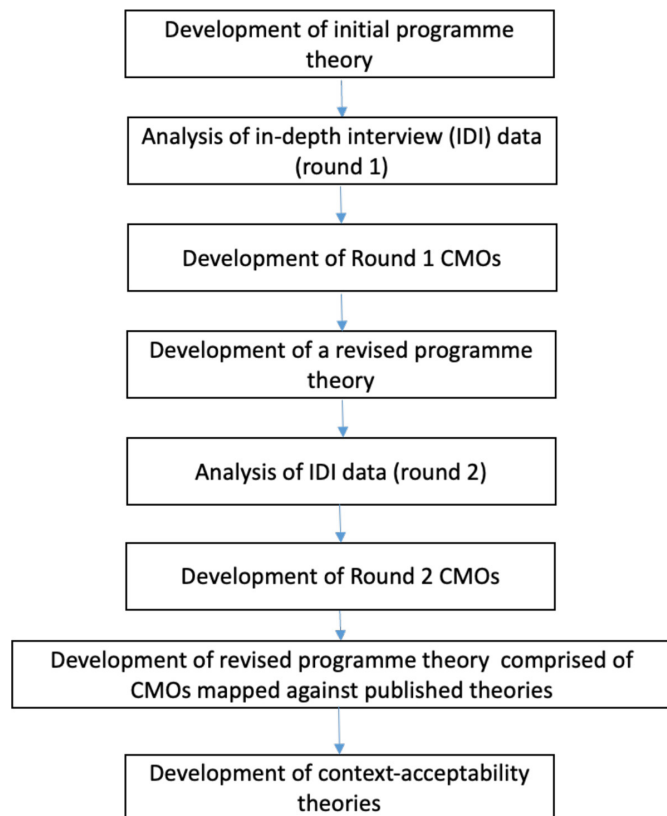 Development of initial programme
theory
Analysis of in-depth interview (IDI) data
(round 1)
Development of Round 1 CMOs
Development of a revised programme
theory
Analysis of IDI data (round 2)
Development of Round 2 CMOs
Development of revised programme theory  comprised of
CMOs mapped against published theories
Development of context-acceptability
theories